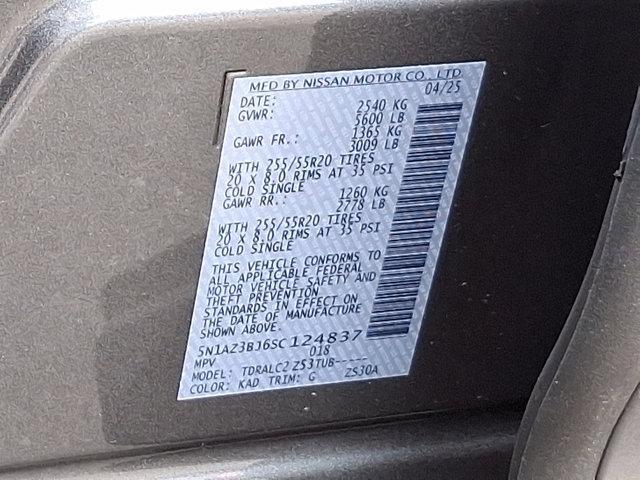 MFD BY NISSAN MOTOR CO., LTD
DATE: 04/25
GVWR: 2540 KG
5600 LB
GAWR FR.: 1365 KG
3009 LB
WITH 255/55R20 TIRES
20 X 8.0 RIMS AT 35 PSI
COLD SINGLE
GAWR RR.: 1260 KG
2778 LB
WITH 255/55R20 TIRES
20 X 8.0 RIMS AT 35 PSI
COLD SINGLE
THIS VEHICLE CONFORMS TO
ALL APPLICABLE FEDERAL
MOTOR VEHICLE SAFETY AND
THEFT PREVENTION
STANDARDS IN EFFECT ON
THE DATE OF MANUFACTURE
SHOWN ABOVE.
5N1AZ3BJ6SC124837
MPV 018
MODEL: TDRALC2 ZS3TUB-----
COLOR: KAD TRIM: G ZS30A